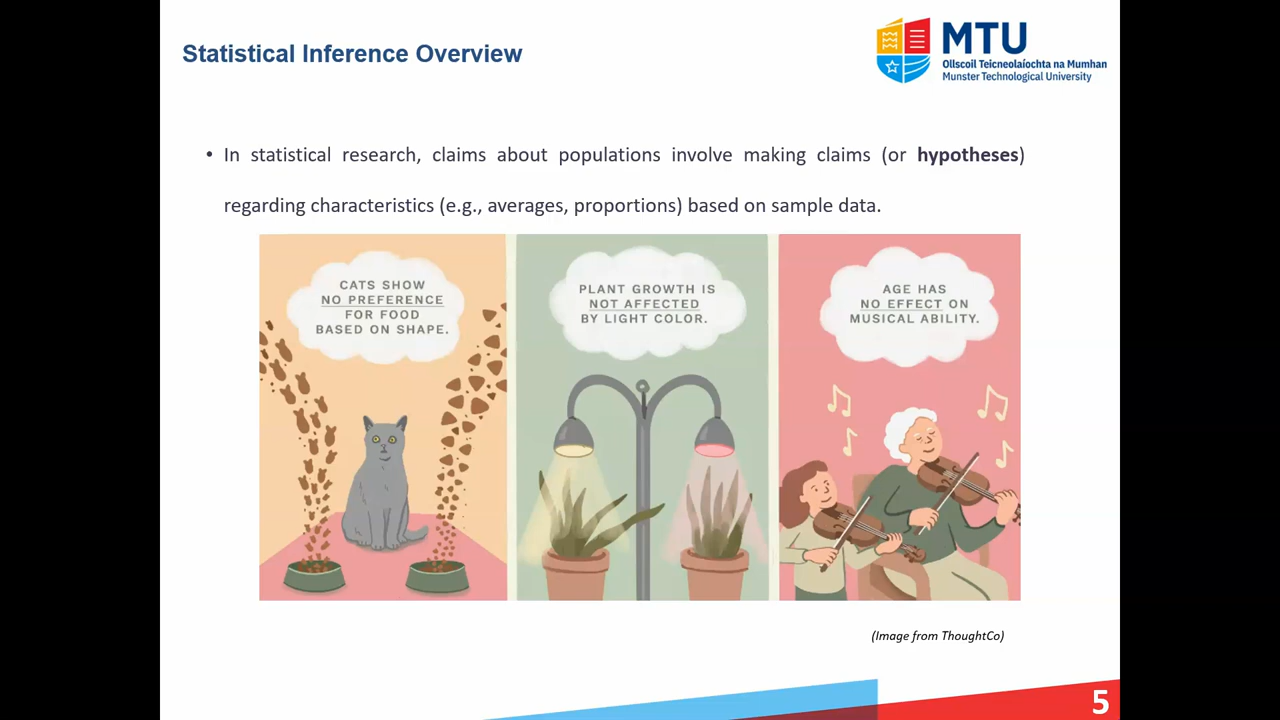 Statistical Inference Overview
MTU
Ollscoil Teicneolaíochta na Mumhan
Munster Technological University
• In statistical research, claims about populations involve making claims (or hypotheses)
regarding characteristics (e.g., averages, proportions) based on sample data.
CATS SHOW
NO PREFERENCE
FOR FOOD
BASED ON SHAPE.
PLANT GROWTH IS
NOT AFFECTED
BY LIGHT COLOR.
AGE HAS
NO EFFECT ON
MUSICAL ABILITY.
(Image from ThoughtCo)
5